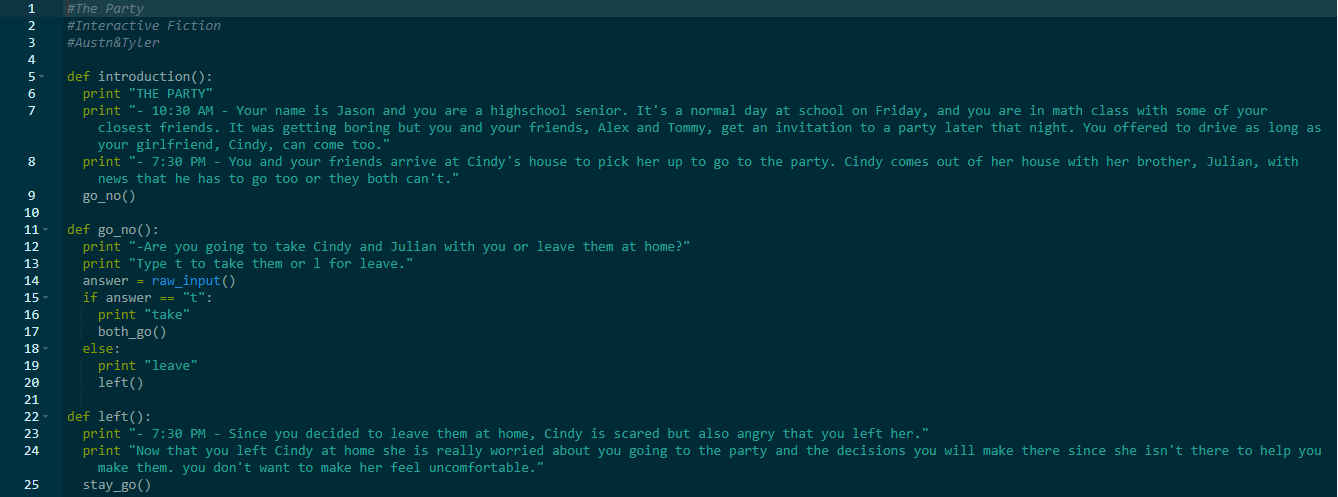 1 #The Party
2 #Interactive Fiction
3 #Austn&Tyler
4
5 def introduction():
6 print "THE PARTY"
7 print "- 10:30 AM - Your name is Jason and you are a highschool senior. It's a normal day at school on Friday, and you are in math class with some of your
closest friends. It was getting boring but you and your friends, Alex and Tommy, get an invitation to a party later that night. You offered to drive as long as
your girlfriend, Cindy, can come too."
8 print "- 7:30 PM - You and your friends arrive at Cindy's house to pick her up to go to the party. Cindy comes out of her house with her brother, Julian, with
news that he has to go too or they both can't."
9 go_no()
10
11 def go_no():
12 print "-Are you going to take Cindy and Julian with you or leave them at home?"
13 print "Type t to take them or l for leave."
14 answer = raw_input()
15 if answer == "t":
16 print "take"
17 both_go()
18 else:
19 print "leave"
20 left()
21
22 def left():
23 print "- 7:30 PM - Since you decided to leave them at home, Cindy is scared but also angry that you left her."
24 print "Now that you left Cindy at home she is really worried about you going to the party and the decisions you will make there since she isn't there to help you
make them. you don't want to make her feel uncomfortable."
25 stay_go()